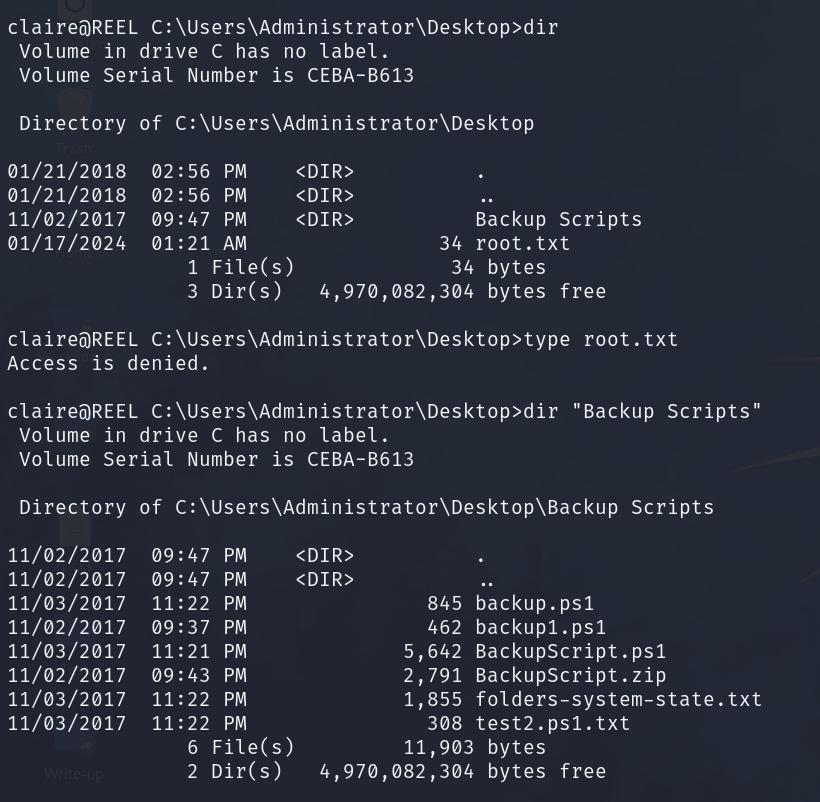 claire@REEL C:\Users\Administrator\Desktop>dir
 Volume in drive C has no label.
 Volume Serial Number is CEBA-B613

 Directory of C:\Users\Administrator\Desktop

01/21/2018  02:56 PM    <DIR>          .
01/21/2018  02:56 PM    <DIR>          ..
11/02/2017  09:47 PM    <DIR>          Backup Scripts
01/17/2024  01:21 AM                34 root.txt
               1 File(s)             34 bytes
               3 Dir(s)   4,970,082,304 bytes free

claire@REEL C:\Users\Administrator\Desktop>type root.txt
Access is denied.

claire@REEL C:\Users\Administrator\Desktop>dir "Backup Scripts"
 Volume in drive C has no label.
 Volume Serial Number is CEBA-B613

 Directory of C:\Users\Administrator\Desktop\Backup Scripts

11/02/2017  09:47 PM    <DIR>          .
11/02/2017  09:47 PM    <DIR>          ..
11/03/2017  11:22 PM               845 backup.ps1
11/02/2017  09:37 PM               462 backup1.ps1
11/03/2017  11:21 PM             5,642 BackupScript.ps1
11/02/2017  09:43 PM             2,791 BackupScript.zip
11/03/2017  11:22 PM             1,855 folders-system-state.txt
11/03/2017  11:22 PM               308 test2.ps1.txt
               6 File(s)         11,903 bytes
               2 Dir(s)   4,970,082,304 bytes free
Trash
Write-up